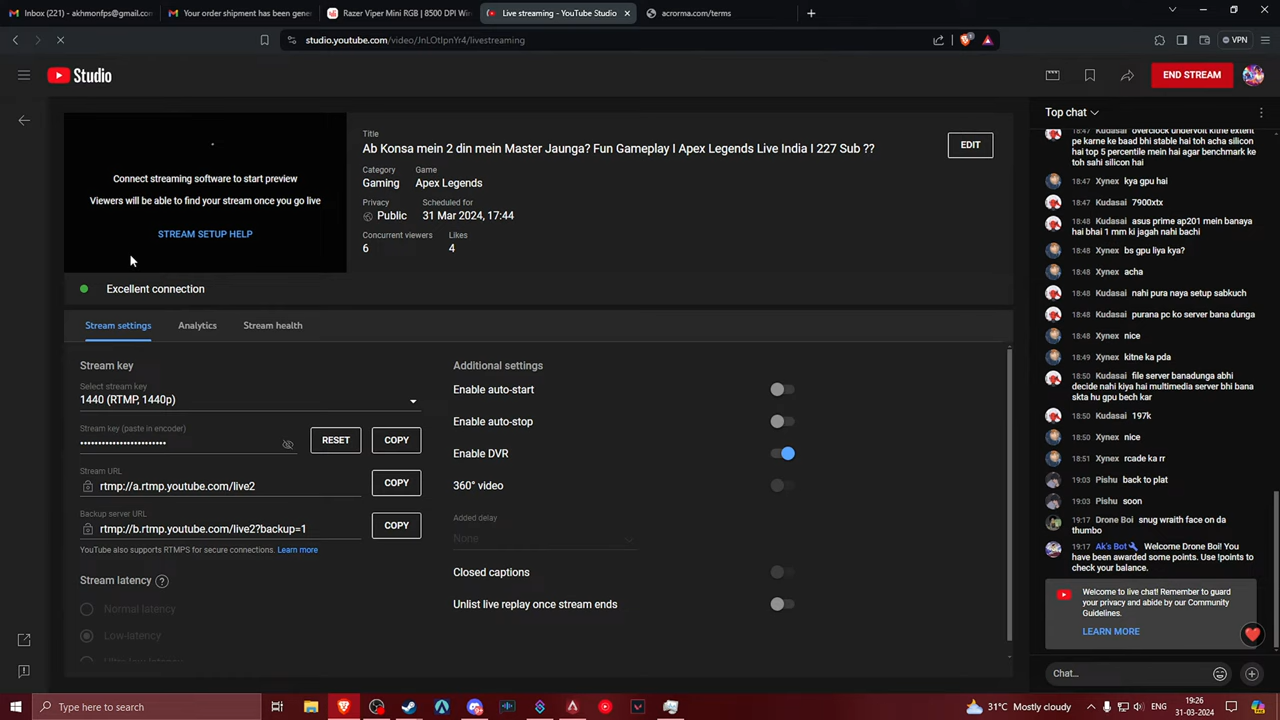 Inbox (221) - akhmonfps@gmail.com
Your order shipment has been gene
Razer Viper Mini RGB | 8500 DPI Wir
Live streaming - YouTube Studio
acrorma.com/terms
studio.youtube.com/video/JnLOtIpnYr4/livestreaming
VPN
Studio
END STREAM
Connect streaming software to start preview
Viewers will be able to find your stream once you go live
STREAM SETUP HELP
Excellent connection
Title
Ab Konsa mein 2 din mein Master Jaunga? Fun Gameplay I Apex Legends Live India I 227 Sub ??
EDIT
Category
Gaming
Game
Apex Legends
Privacy
Public
Scheduled for
31 Mar 2024, 17:44
Concurrent viewers
6
Likes
4
Stream settings
Analytics
Stream health
Stream key
Select stream key
1440 (RTMP, 1440p)
Stream key (paste in encoder)
••••••••••••••••••••••••
RESET
COPY
Stream URL
rtmp://a.rtmp.youtube.com/live2
COPY
Backup server URL
rtmp://b.rtmp.youtube.com/live2?backup=1
COPY
YouTube also supports RTMPS for secure connections. Learn more
Stream latency ?
Normal latency
Low-latency
Ultra low-latency
Additional settings
Enable auto-start
Enable auto-stop
Enable DVR
360° video
Added delay
None
Closed captions
Unlist live replay once stream ends
Top chat
18:47 Kudasai overclock undervolt kitne extent
pe karne ke baad bhi stable hai toh acha silicon
hai top 5 percentile mein hai agar benchmark ke
toh sahi silicon hai
18:47 Xynex kya gpu hai
18:47 Kudasai 7900xtx
18:48 Kudasai asus prime ap201 mein banaya
hai bhai 1 mm ki jagah nahi bachi
18:48 Xynex bs gpu liya kya?
18:48 Xynex acha
18:48 Kudasai nahi pura naya setup sabkuch
18:48 Kudasai purana pc ko server bana dunga
18:48 Xynex nice
18:49 Xynex kitne ka pda
18:50 Kudasai file server banadunga abhi
decide nahi kiya hai multimedia server bhi bana
skta hu gpu bech kar
18:50 Kudasai 197k
18:50 Xynex nice
18:51 Xynex rcade ka rr
19:03 Pishu back to plat
19:03 Pishu soon
19:17 Drone Boi snug wraith face on da
thumbo
19:17 Ak's Bot Welcome Drone Boi! You
have been awarded some points. Use !points to
check your balance.
Welcome to live chat! Remember to guard
your privacy and abide by our Community
Guidelines.
LEARN MORE
Chat...
Type here to search
31°C Mostly cloudy
ENG
19:26
31-03-2024